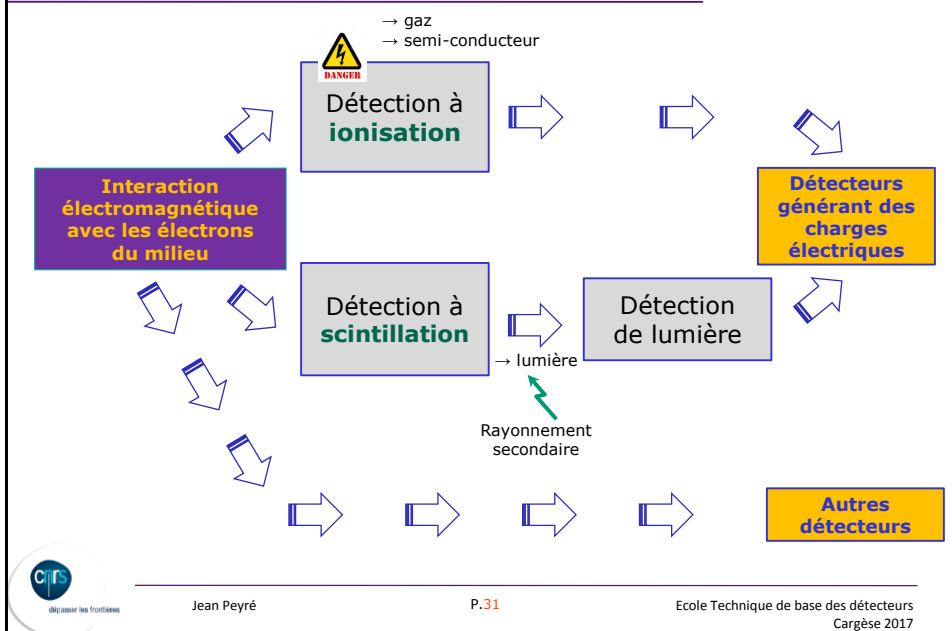 → gaz
→ semi-conducteur
DANGER
Détection à
ionisation
Interaction
électromagnétique
avec les électrons
du milieu
Détecteurs
générant des
charges
électriques
Détection à
scintillation
Détection
de lumière
→ lumière
Rayonnement
secondaire
Autres
détecteurs
cnrs
dépasser les frontières
Jean Peyré
P.31
Ecole Technique de base des détecteurs
Cargèse 2017